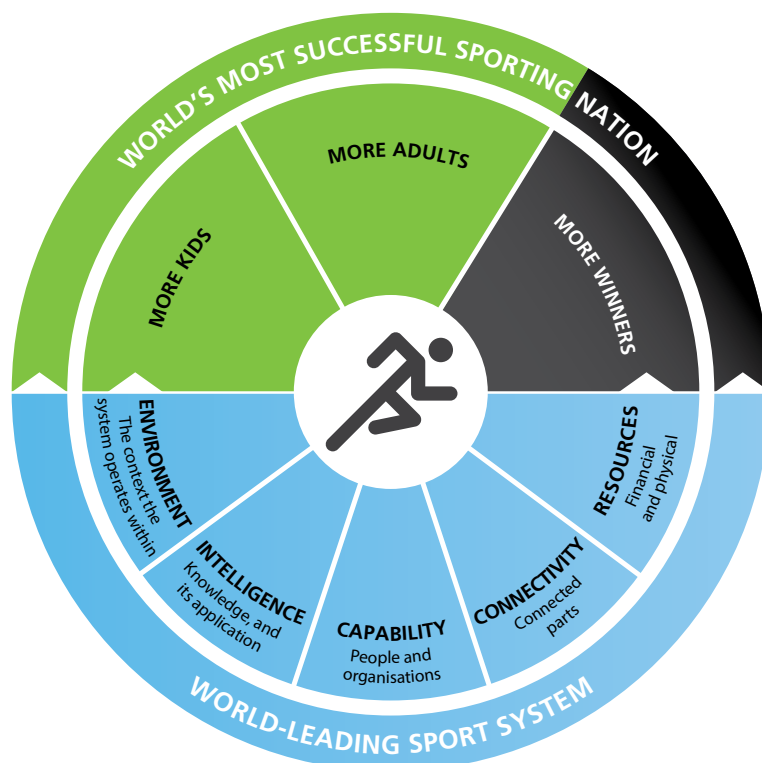 WORLD'S MOST SUCCESSFUL SPORTING NATION
MORE KIDS
MORE ADULTS
MORE WINNERS
ENVIRONMENT
The context the
system operates within
INTELLIGENCE
Knowledge, and
its application
CAPABILITY
People and
organisations
CONNECTIVITY
Connected
parts
RESOURCES
Financial
and physical
WORLD-LEADING SPORT SYSTEM